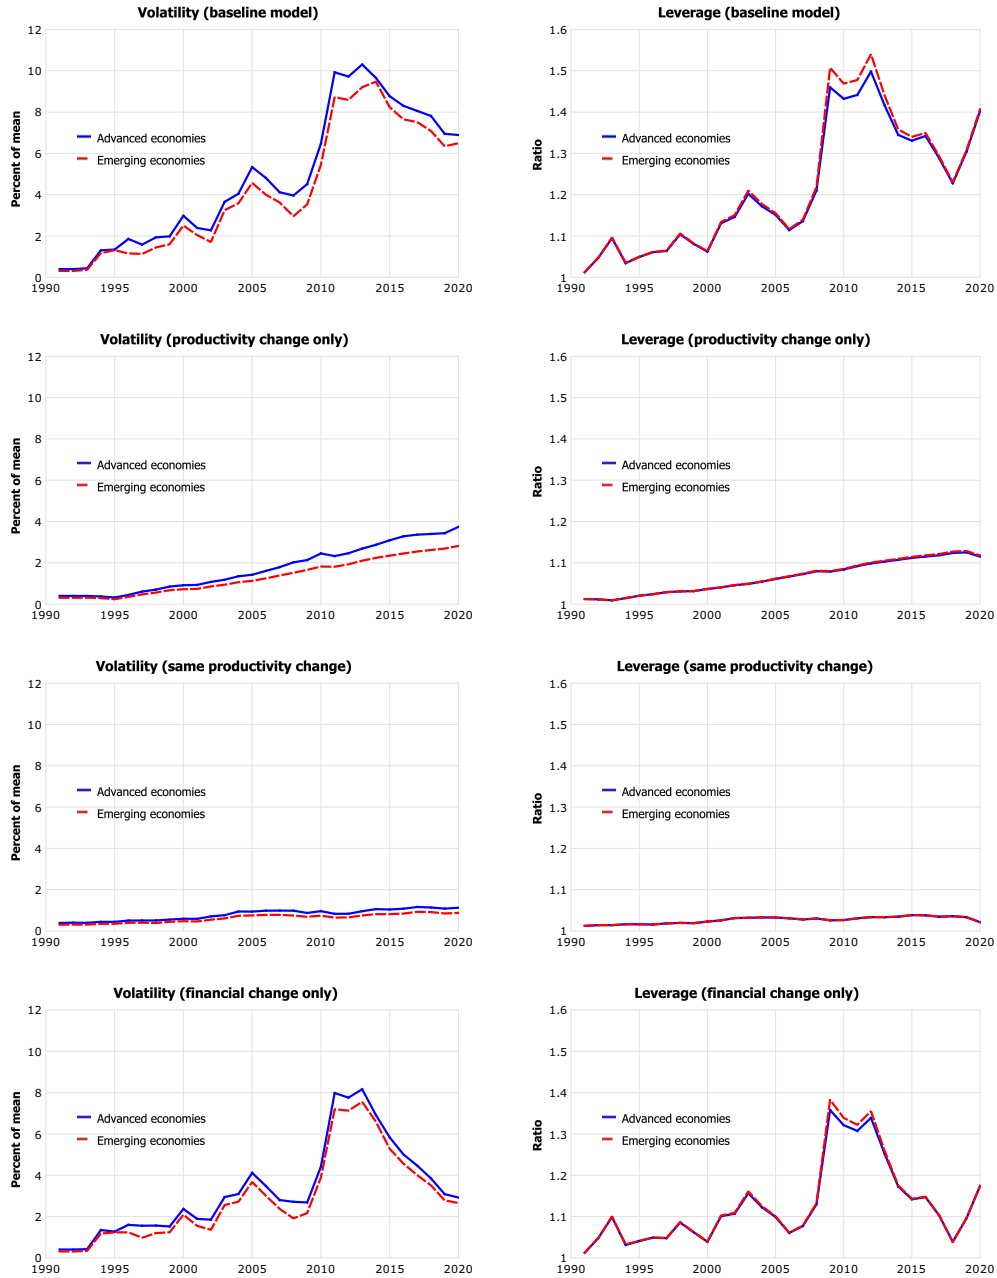 Volatility (baseline model)
12
10
8
6
4
2
0
Percent of mean
Advanced economies
Emerging economies
1990 1995 2000 2005 2010 2015 2020
Leverage (baseline model)
1.6
1.5
1.4
1.3
1.2
1.1
1
Ratio
Advanced economies
Emerging economies
1990 1995 2000 2005 2010 2015 2020
Volatility (productivity change only)
12
10
8
6
4
2
0
Percent of mean
Advanced economies
Emerging economies
1990 1995 2000 2005 2010 2015 2020
Leverage (productivity change only)
1.6
1.5
1.4
1.3
1.2
1.1
1
Ratio
Advanced economies
Emerging economies
1990 1995 2000 2005 2010 2015 2020
Volatility (same productivity change)
12
10
8
6
4
2
0
Percent of mean
Advanced economies
Emerging economies
1990 1995 2000 2005 2010 2015 2020
Leverage (same productivity change)
1.6
1.5
1.4
1.3
1.2
1.1
1
Ratio
Advanced economies
Emerging economies
1990 1995 2000 2005 2010 2015 2020
Volatility (financial change only)
12
10
8
6
4
2
0
Percent of mean
Advanced economies
Emerging economies
1990 1995 2000 2005 2010 2015 2020
Leverage (financial change only)
1.6
1.5
1.4
1.3
1.2
1.1
1
Ratio
Advanced economies
Emerging economies
1990 1995 2000 2005 2010 2015 2020